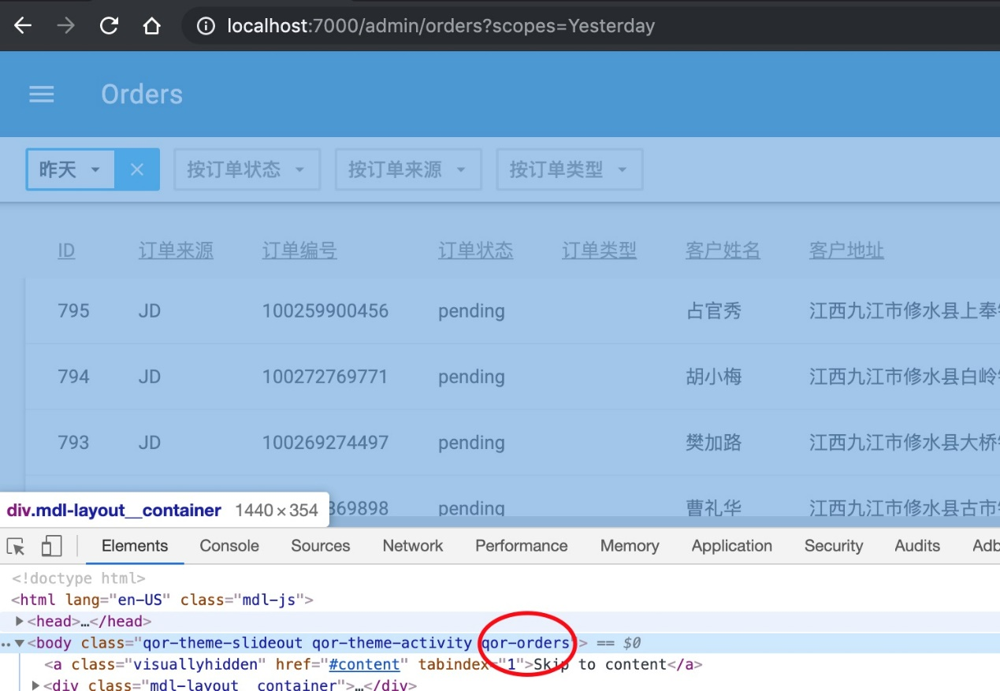 localhost:7000/admin/orders?scopes=Yesterday
Orders
昨天 按订单状态 按订单来源 按订单类型
ID 订单来源 订单编号 订单状态 订单类型 客户姓名 客户地址
795 JD 100259900456 pending 占官秀 江西九江市修水县上奉
794 JD 100272769771 pending 胡小梅 江西九江市修水县白岭
793 JD 100269274497 pending 樊加路 江西九江市修水县大桥
369898 pending 曹礼华 江西九江市修水县古市
div.mdl-layout__container 1440×354
Elements Console Sources Network Performance Memory Application Security Audits Adb
<!doctype html>
<html lang="en-US" class="mdl-js">
<head>…</head>
<body class="qor-theme-slideout qor-theme-activity qor-orders"> == $0
<a class="visuallyhidden" href="#content" tabindex="1">Skip to content</a>
<div class="mdl-layout__container">…</div>